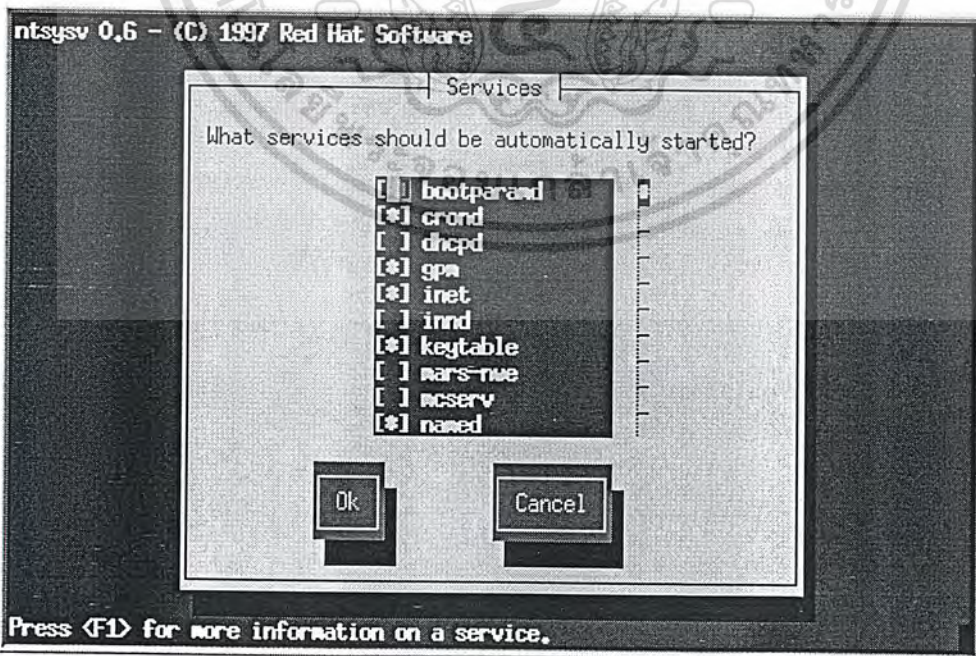 ntsysv 0.6 - (C) 1997 Red Hat Software
Services
What services should be automatically started?
[ ] bootparamd
[*] crond
[ ] dhcpd
[*] gpm
[*] inet
[ ] innd
[*] keytable
[ ] mars-nwe
[ ] mcserv
[*] named
Ok
Cancel
Press <F1> for more information on a service.